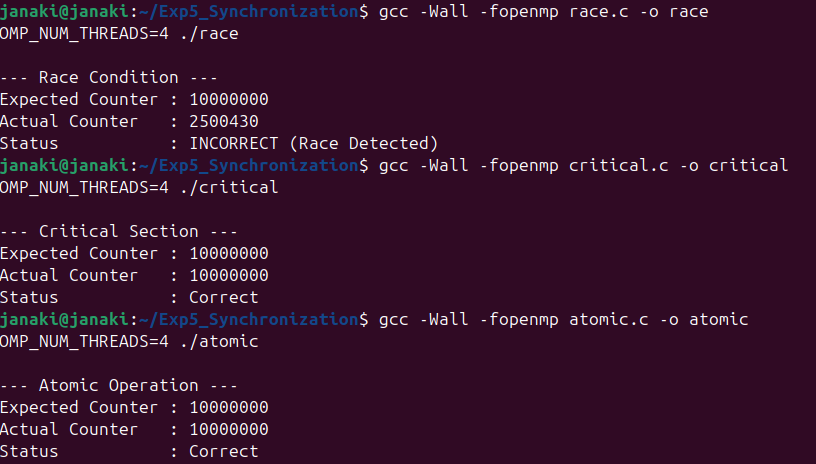 janaki@janaki:~/Exp5_Synchronization$ gcc -Wall -fopenmp race.c -o race
OMP_NUM_THREADS=4 ./race

--- Race Condition ---
Expected Counter : 10000000
Actual Counter   : 2500430
Status           : INCORRECT (Race Detected)
janaki@janaki:~/Exp5_Synchronization$ gcc -Wall -fopenmp critical.c -o critical
OMP_NUM_THREADS=4 ./critical

--- Critical Section ---
Expected Counter : 10000000
Actual Counter   : 10000000
Status           : Correct
janaki@janaki:~/Exp5_Synchronization$ gcc -Wall -fopenmp atomic.c -o atomic
OMP_NUM_THREADS=4 ./atomic

--- Atomic Operation ---
Expected Counter : 10000000
Actual Counter   : 10000000
Status           : Correct